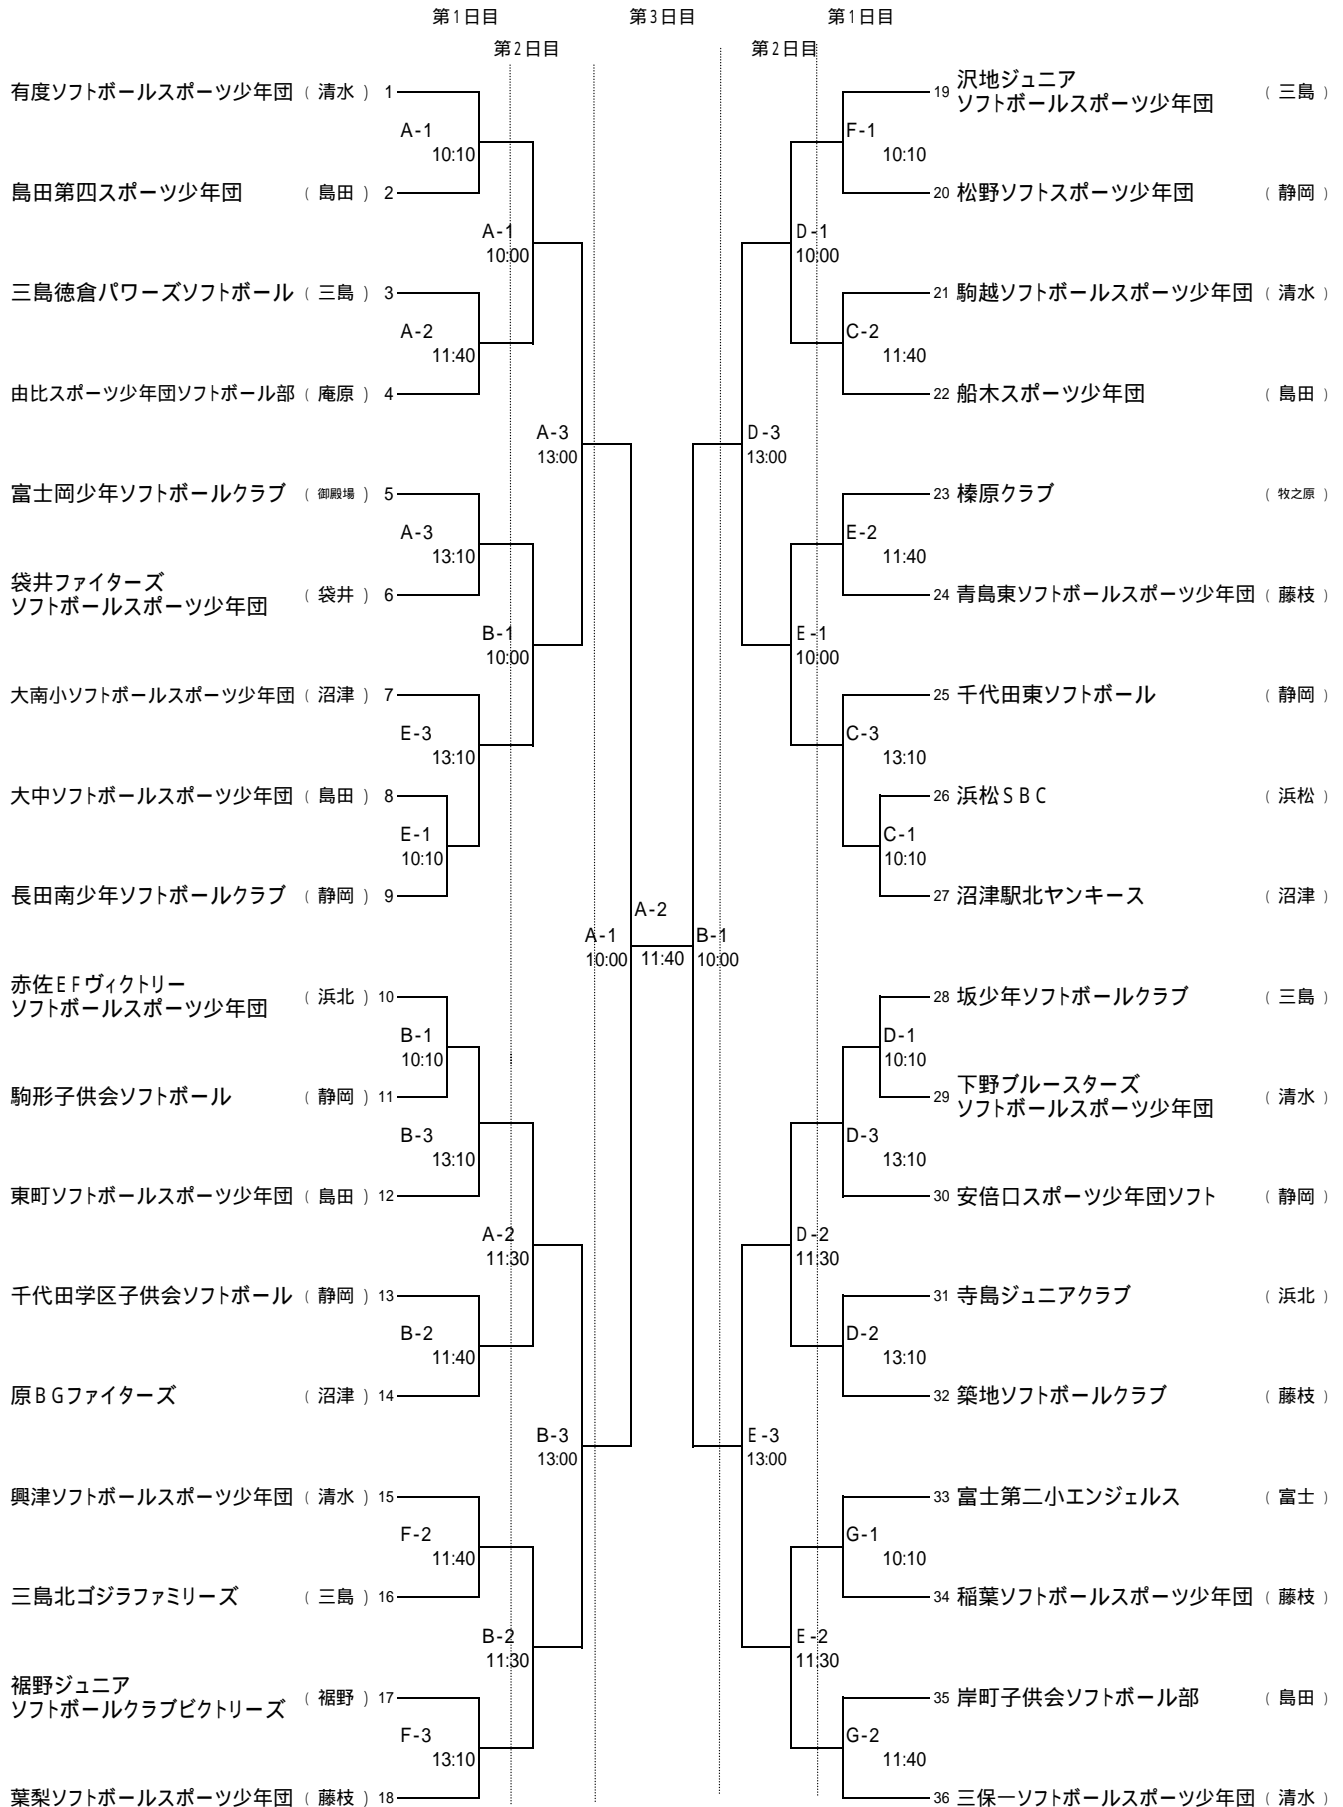 第1日目
第3日目
第1日目
第2日目
第2日目
有度ソフトボールスポーツ少年団 ( 清水 ) 1
A-1
10:10
島田第四スポーツ少年団 ( 島田 ) 2
A-1
10:00
三島徳倉パワーズソフトボール ( 三島 ) 3
A-2
11:40
由比スポーツ少年団ソフトボール部 ( 庵原 ) 4
A-3
13:00
富士岡少年ソフトボールクラブ ( 御殿場 ) 5
A-3
13:10
袋井ファイターズ
ソフトボールスポーツ少年団 ( 袋井 ) 6
B-1
10:00
大南小ソフトボールスポーツ少年団 ( 沼津 ) 7
E-3
13:10
大中ソフトボールスポーツ少年団 ( 島田 ) 8
E-1
10:10
長田南少年ソフトボールクラブ ( 静岡 ) 9
A-1
10:00
A-2
11:40
B-1
10:00
赤佐EFヴィクトリー
ソフトボールスポーツ少年団 ( 浜北 ) 10
B-1
10:10
駒形子供会ソフトボール ( 静岡 ) 11
B-3
13:10
東町ソフトボールスポーツ少年団 ( 島田 ) 12
A-2
11:30
千代田学区子供会ソフトボール ( 静岡 ) 13
B-2
11:40
原BGファイターズ ( 沼津 ) 14
B-3
13:00
興津ソフトボールスポーツ少年団 ( 清水 ) 15
F-2
11:40
三島北ゴジラファミリーズ ( 三島 ) 16
B-2
11:30
裾野ジュニア
ソフトボールクラブビクトリーズ ( 裾野 ) 17
F-3
13:10
葉梨ソフトボールスポーツ少年団 ( 藤枝 ) 18
19 沢地ジュニア
ソフトボールスポーツ少年団 ( 三島 )
F-1
10:10
20 松野ソフトスポーツ少年団 ( 静岡 )
D-1
10:00
21 駒越ソフトボールスポーツ少年団 ( 清水 )
C-2
11:40
22 船木スポーツ少年団 ( 島田 )
D-3
13:00
23 榛原クラブ ( 牧之原 )
E-2
11:40
24 青島東ソフトボールスポーツ少年団 ( 藤枝 )
E-1
10:00
25 千代田東ソフトボール ( 静岡 )
C-3
13:10
26 浜松SBC ( 浜松 )
C-1
10:10
27 沼津駅北ヤンキース ( 沼津 )
28 坂少年ソフトボールクラブ ( 三島 )
D-1
10:10
29 下野ブルースターズ
ソフトボールスポーツ少年団 ( 清水 )
D-3
13:10
30 安倍口スポーツ少年団ソフト ( 静岡 )
D-2
11:30
31 寺島ジュニアクラブ ( 浜北 )
D-2
13:10
32 築地ソフトボールクラブ ( 藤枝 )
E-3
13:00
33 富士第二小エンジェルス ( 富士 )
G-1
10:10
34 稲葉ソフトボールスポーツ少年団 ( 藤枝 )
E-2
11:30
35 岸町子供会ソフトボール部 ( 島田 )
G-2
11:40
36 三保一ソフトボールスポーツ少年団 ( 清水 )